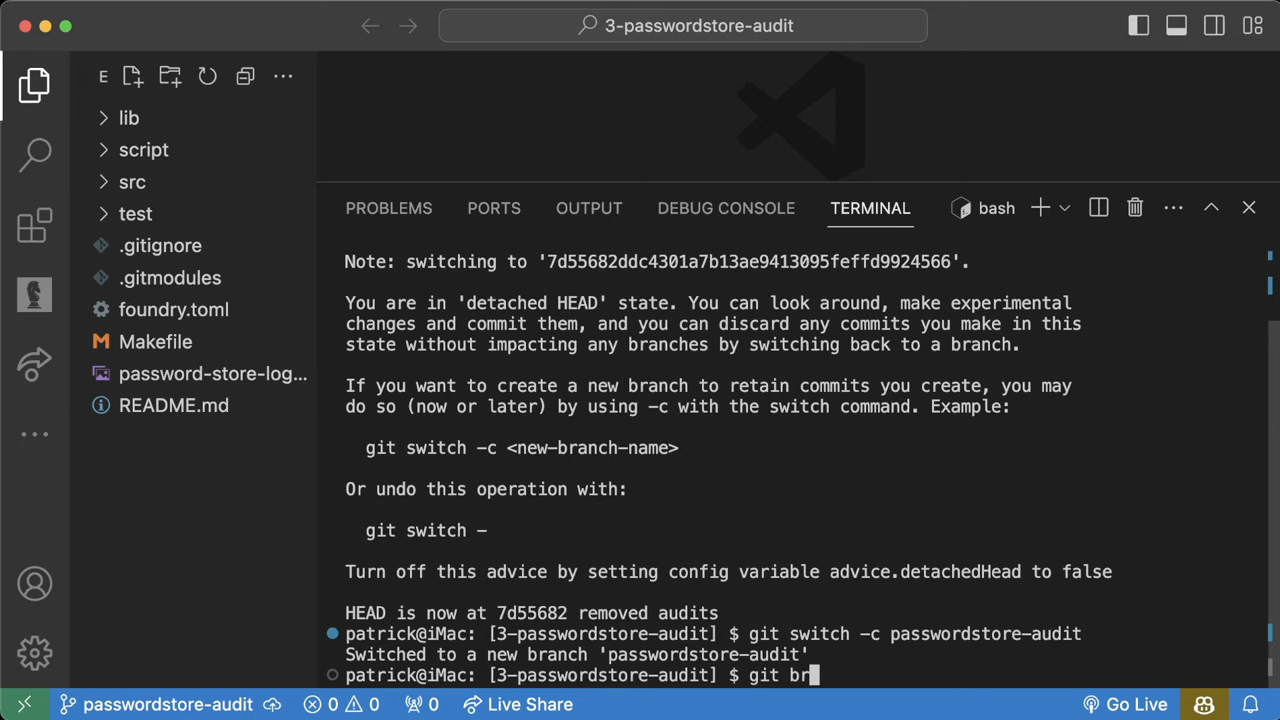 3-passwordstore-audit
E
lib
script
src
test
.gitignore
.gitmodules
foundry.toml
Makefile
password-store-log...
README.md
PROBLEMS PORTS OUTPUT DEBUG CONSOLE TERMINAL bash
Note: switching to '7d55682ddc4301a7b13ae9413095feffd9924566'.
You are in 'detached HEAD' state. You can look around, make experimental
changes and commit them, and you can discard any commits you make in this
state without impacting any branches by switching back to a branch.
If you want to create a new branch to retain commits you create, you may
do so (now or later) by using -c with the switch command. Example:
git switch -c <new-branch-name>
Or undo this operation with:
git switch -
Turn off this advice by setting config variable advice.detachedHead to false
HEAD is now at 7d55682 removed audits
patrick@iMac: [3-passwordstore-audit] $ git switch -c passwordstore-audit
Switched to a new branch 'passwordstore-audit'
patrick@iMac: [3-passwordstore-audit] $ git br
passwordstore-audit 0 0 0 Live Share Go Live